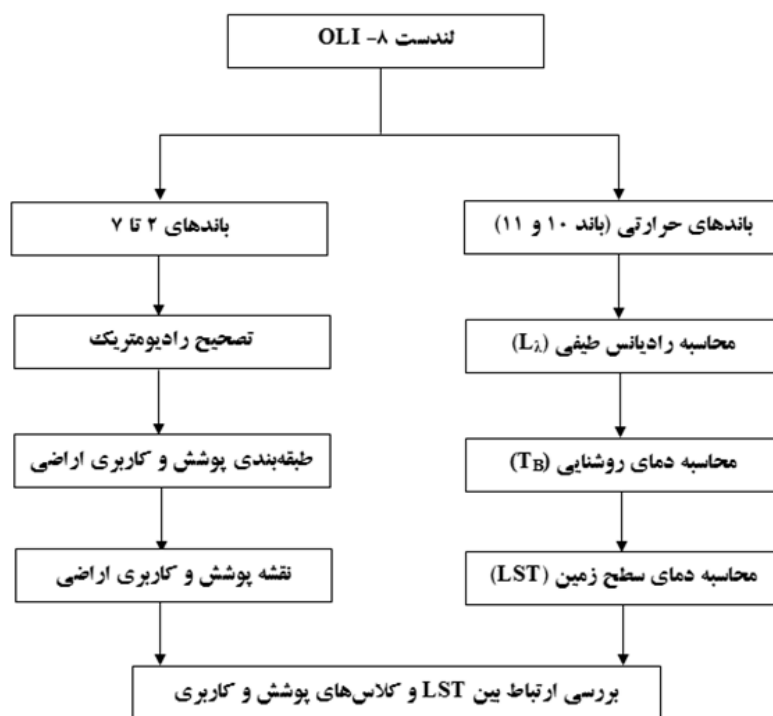 لندست ۸- OLI
باندهای حرارتی (باند ۱۰ و ۱۱)
باندهای ۲ تا ۷
محاسبه رادیانس طیفی (Lλ)
تصحیح رادیومتریک
محاسبه دمای روشنایی (TB)
طبقه‌بندی پوشش و کاربری اراضی
محاسبه دمای سطح زمین (LST)
نقشه پوشش و کاربری اراضی
بررسی ارتباط بین LST و کلاس‌های پوشش و کاربری